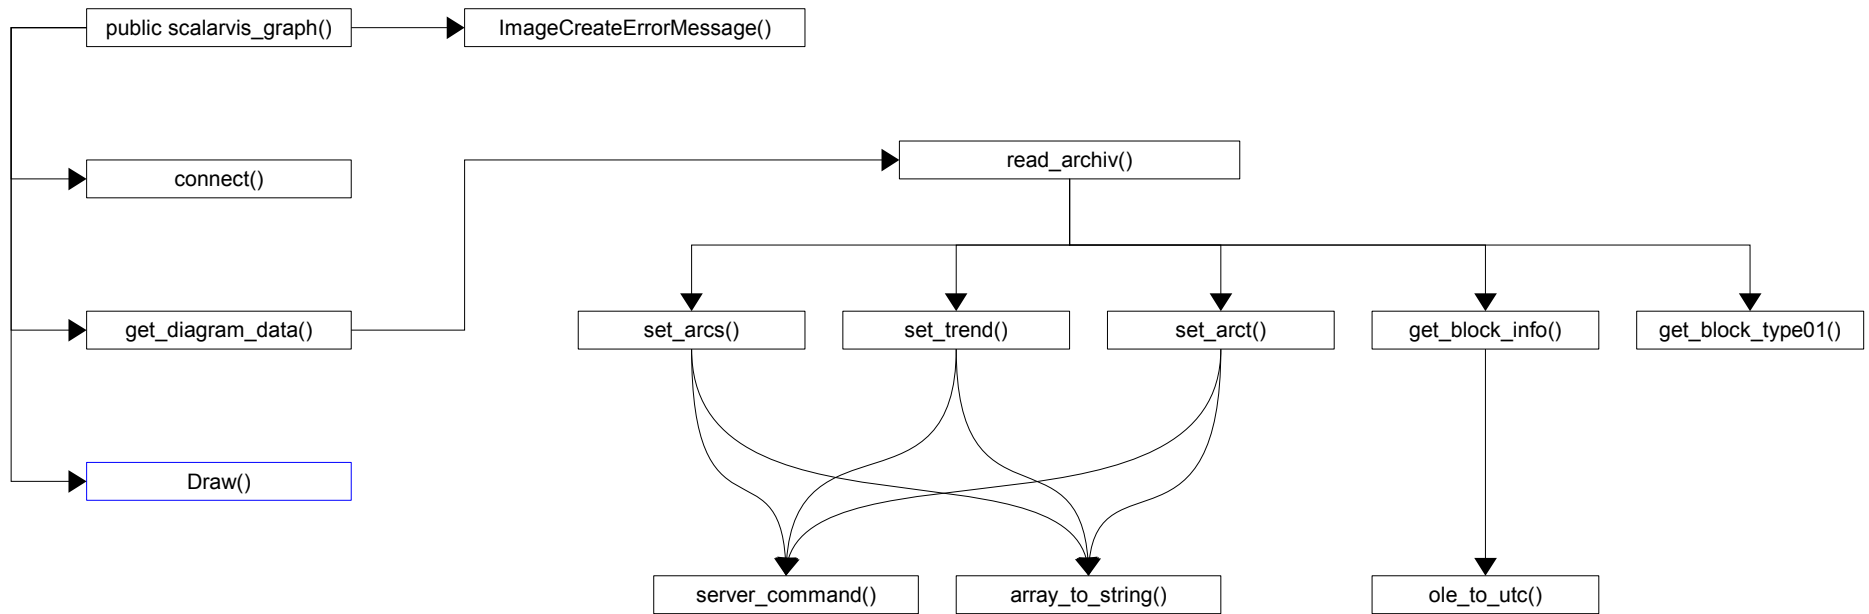 public scalarvis_graph()
ImageCreateErrorMessage()
read_archiv()
connect()
get_diagram_data()
set_arcs()
set_trend()
set_arct()
get_block_info()
get_block_type01()
Draw()
server_command()
array_to_string()
ole_to_utc()